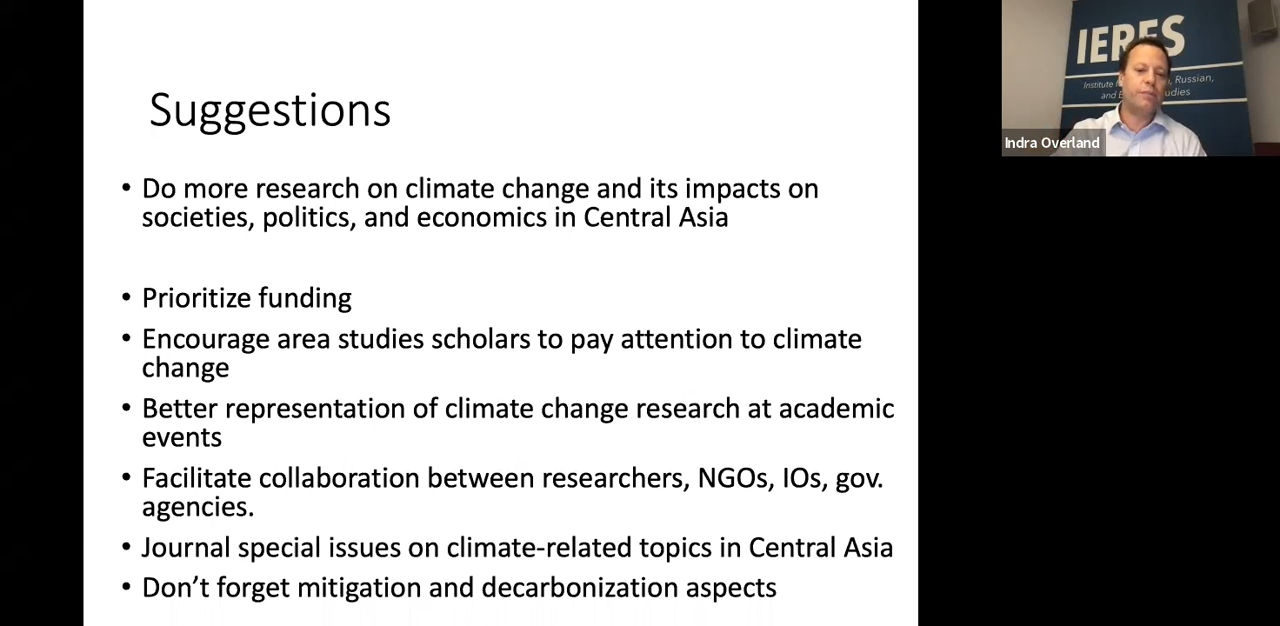 Suggestions
• Do more research on climate change and its impacts on
societies, politics, and economics in Central Asia
• Prioritize funding
• Encourage area studies scholars to pay attention to climate
change
• Better representation of climate change research at academic
events
• Facilitate collaboration between researchers, NGOs, IOs, gov.
agencies.
• Journal special issues on climate-related topics in Central Asia
• Don’t forget mitigation and decarbonization aspects
IERES
Institute Russian,
and
Indra Overland